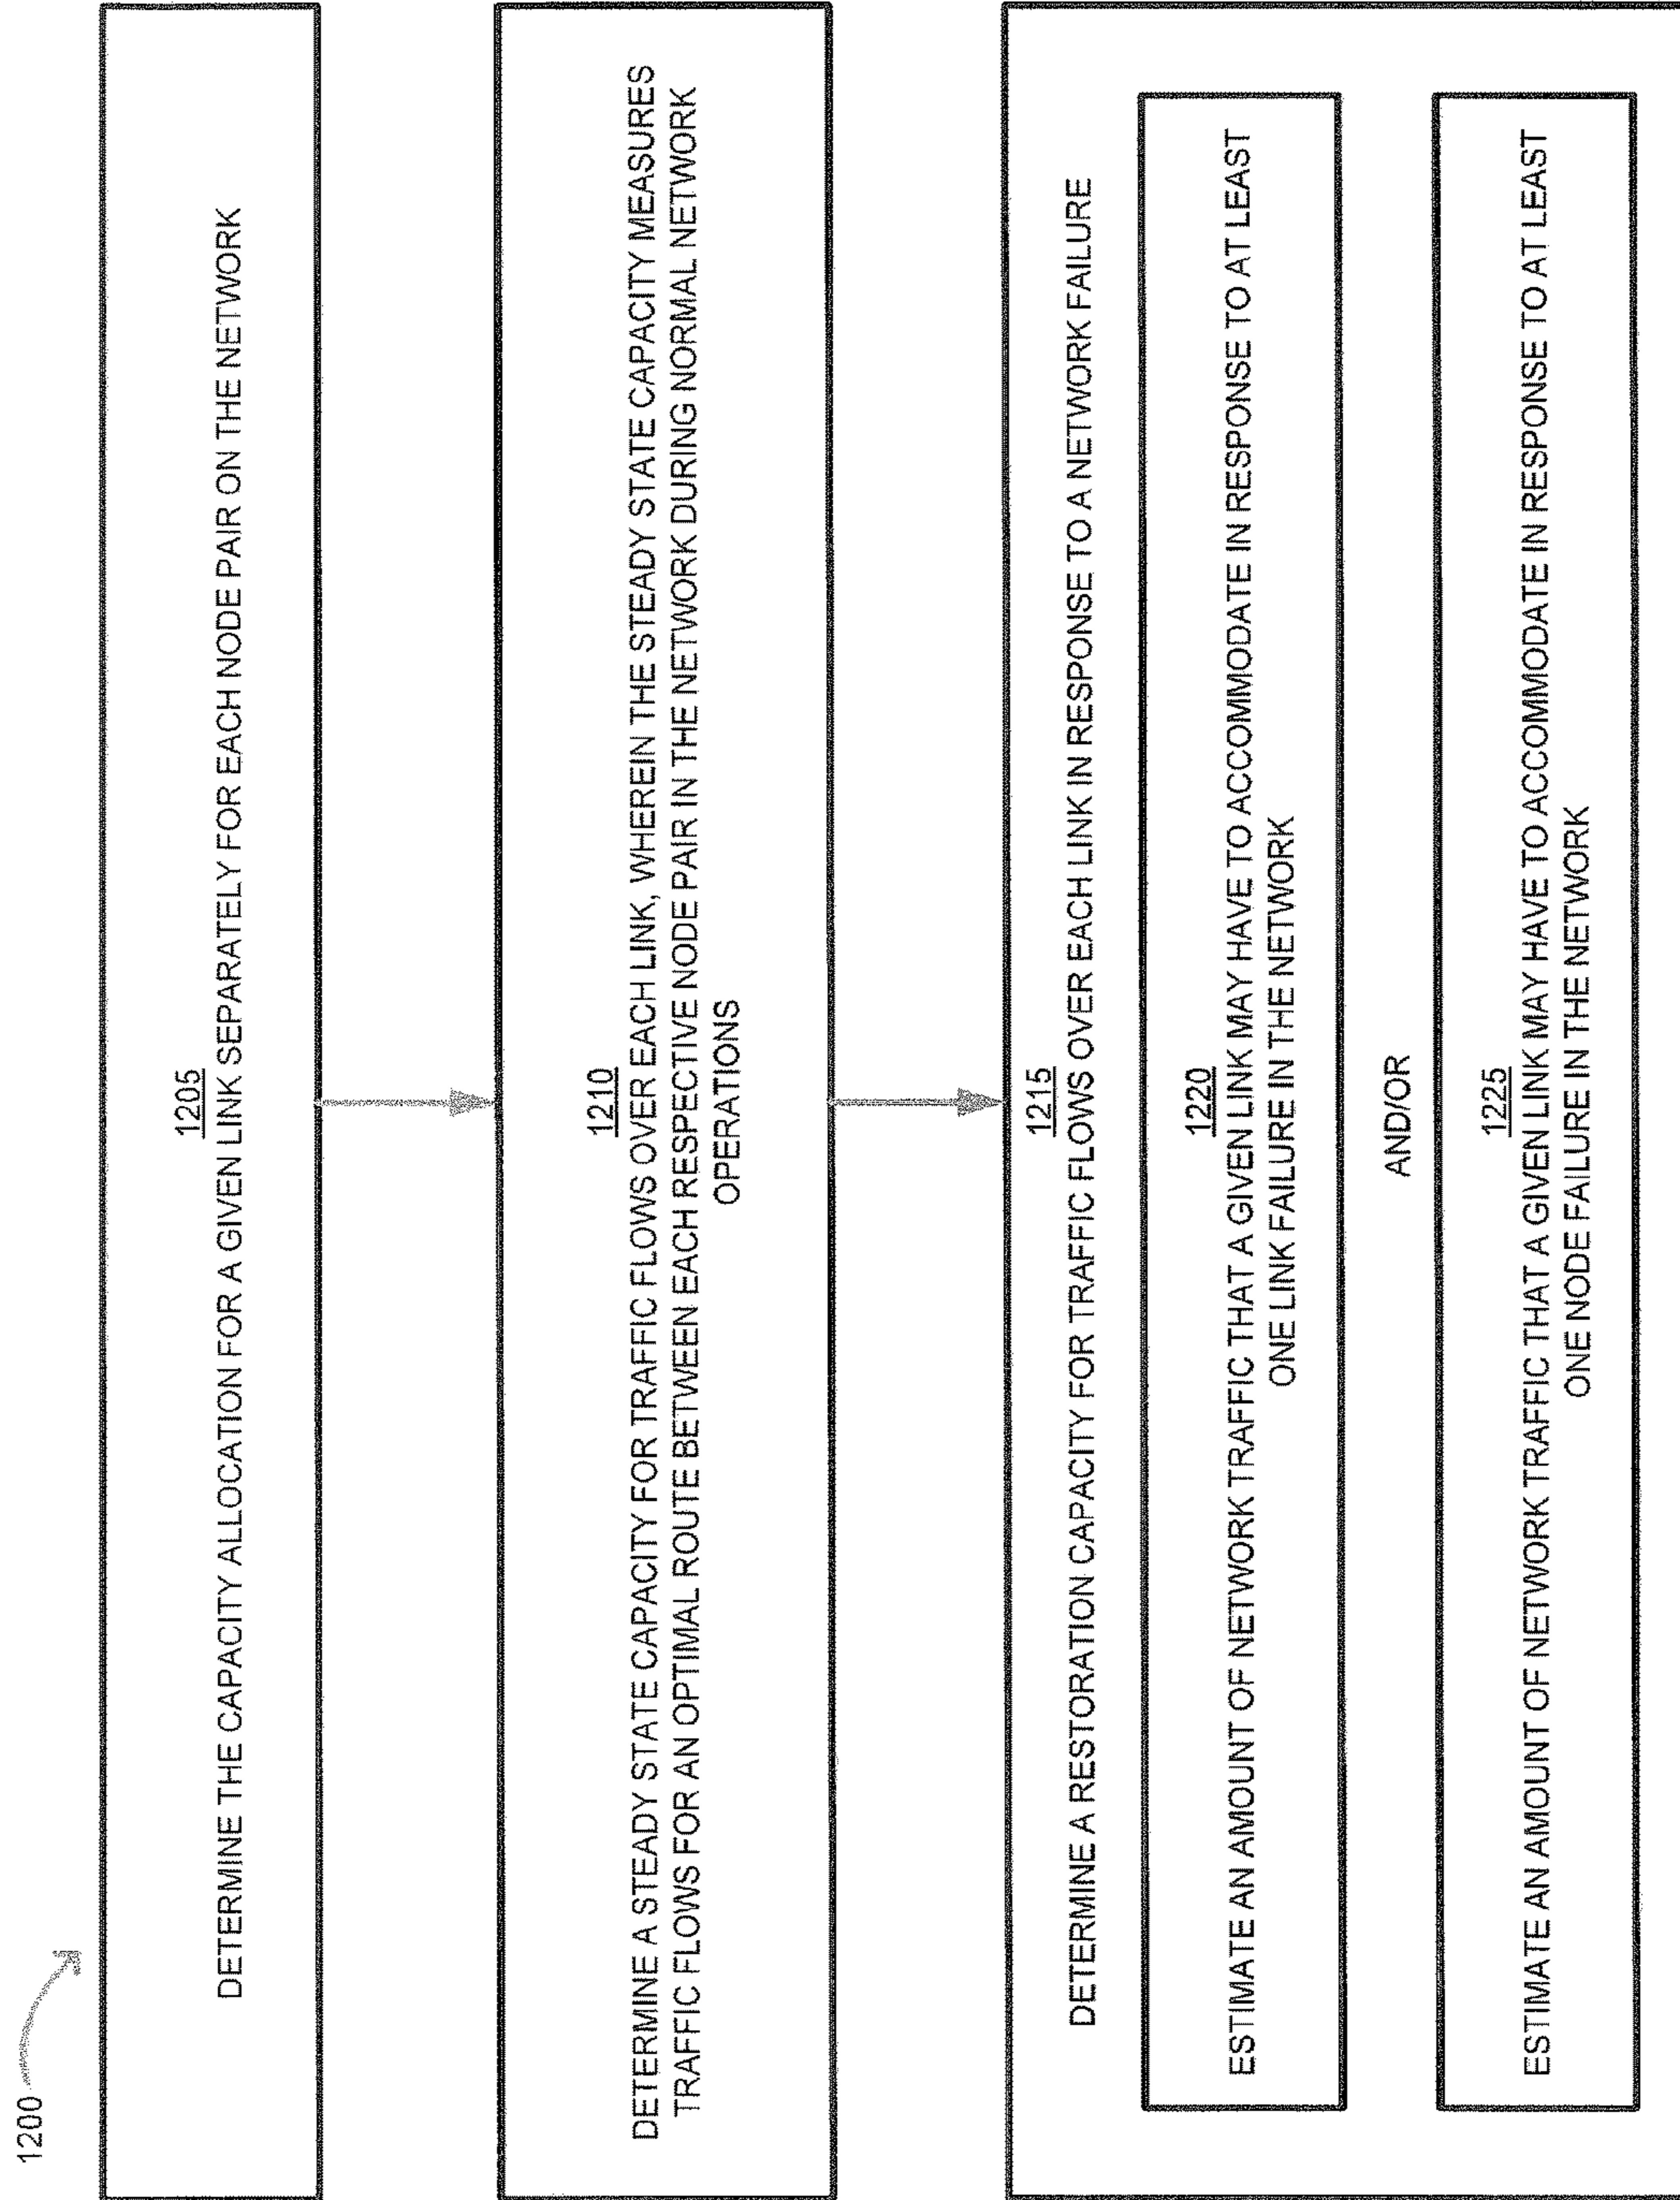 1200
1205
DETERMINE THE CAPACITY ALLOCATION FOR A GIVEN LINK SEPARATELY FOR EACH NODE PAIR ON THE NETWORK
1210
DETERMINE A STEADY STATE CAPACITY FOR TRAFFIC FLOWS OVER EACH LINK, WHEREIN THE STEADY STATE CAPACITY MEASURES
TRAFFIC FLOWS FOR AN OPTIMAL ROUTE BETWEEN EACH RESPECTIVE NODE PAIR IN THE NETWORK DURING NORMAL NETWORK
OPERATIONS
1215
DETERMINE A RESTORATION CAPACITY FOR TRAFFIC FLOWS OVER EACH LINK IN RESPONSE TO A NETWORK FAILURE
1220
ESTIMATE AN AMOUNT OF NETWORK TRAFFIC THAT A GIVEN LINK MAY HAVE TO ACCOMMODATE IN RESPONSE TO AT LEAST
ONE LINK FAILURE IN THE NETWORK
AND/OR
1225
ESTIMATE AN AMOUNT OF NETWORK TRAFFIC THAT A GIVEN LINK MAY HAVE TO ACCOMMODATE IN RESPONSE TO AT LEAST
ONE NODE FAILURE IN THE NETWORK